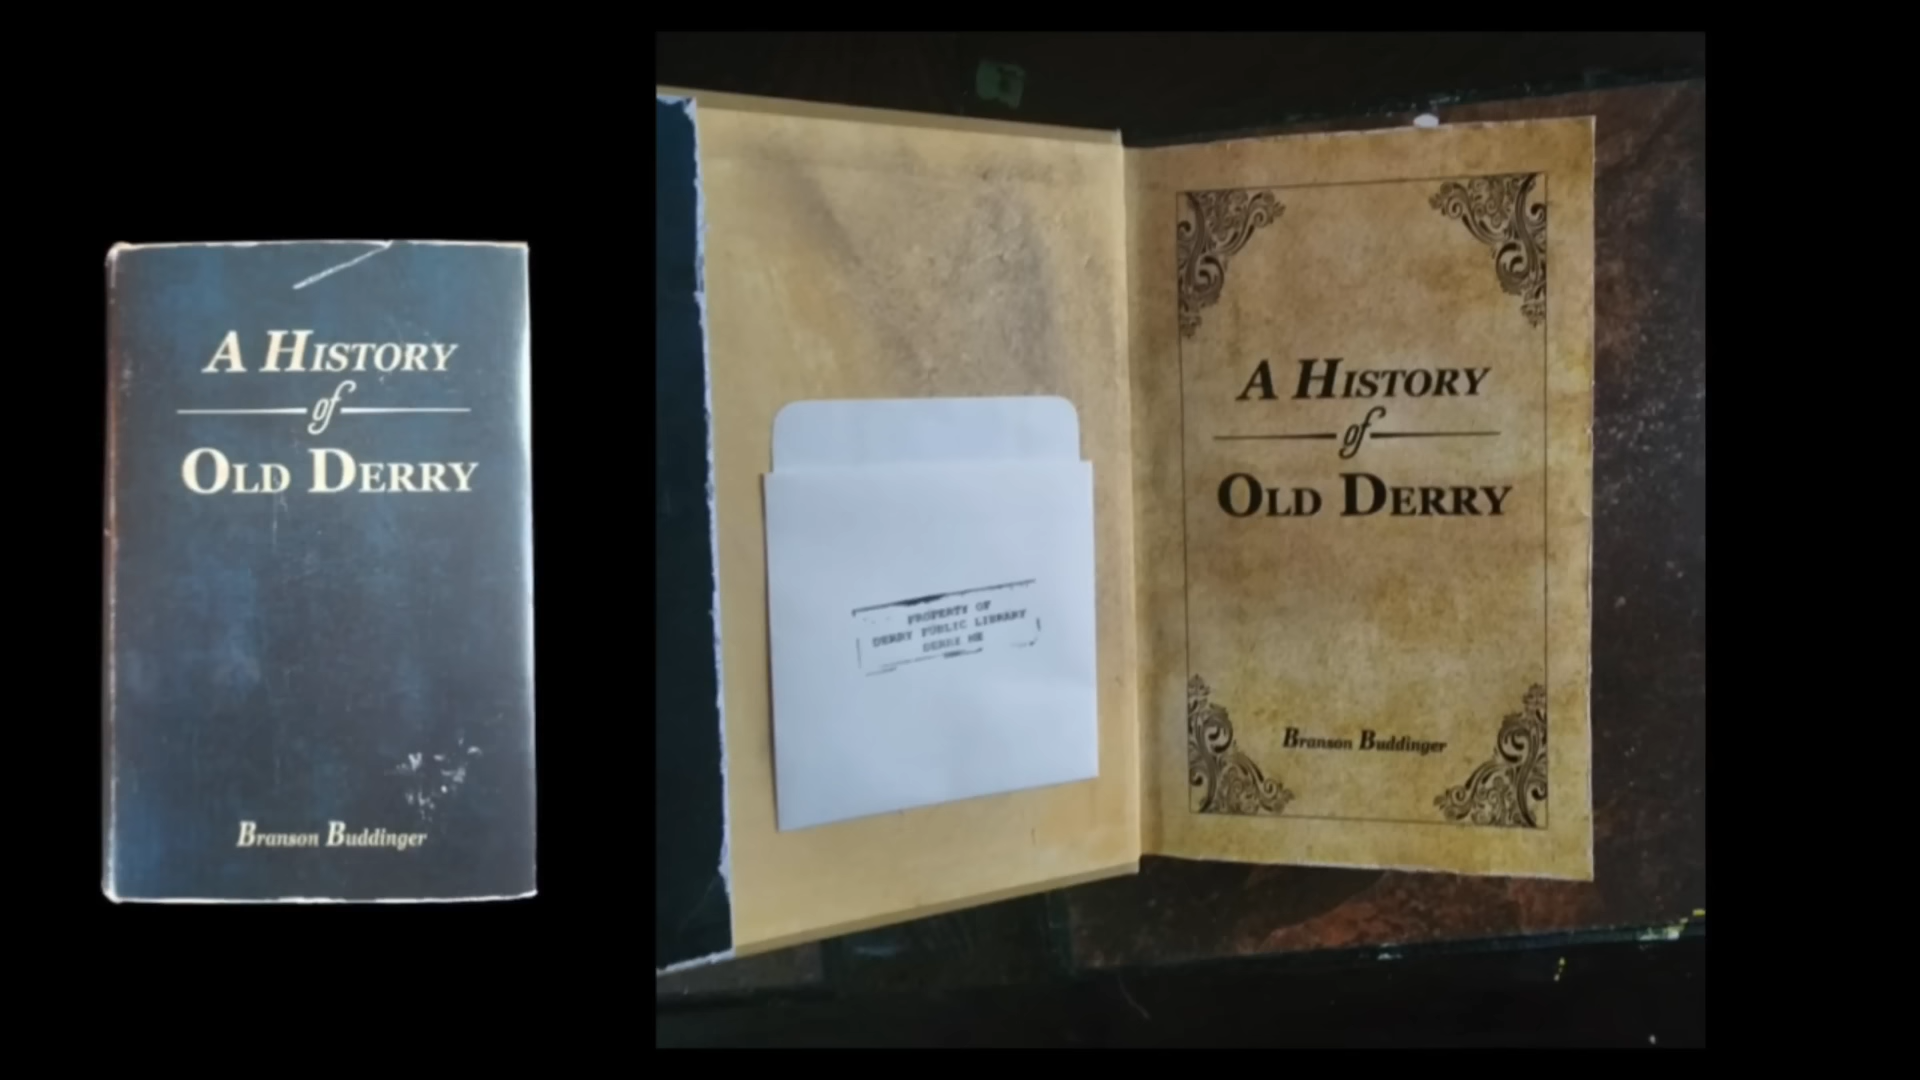 A HISTORY
of
OLD DERRY
Branson Buddinger
PROPERTY OF
DERRY PUBLIC LIBRARY
DERRY ME
A HISTORY
of
OLD DERRY
Branson Buddinger